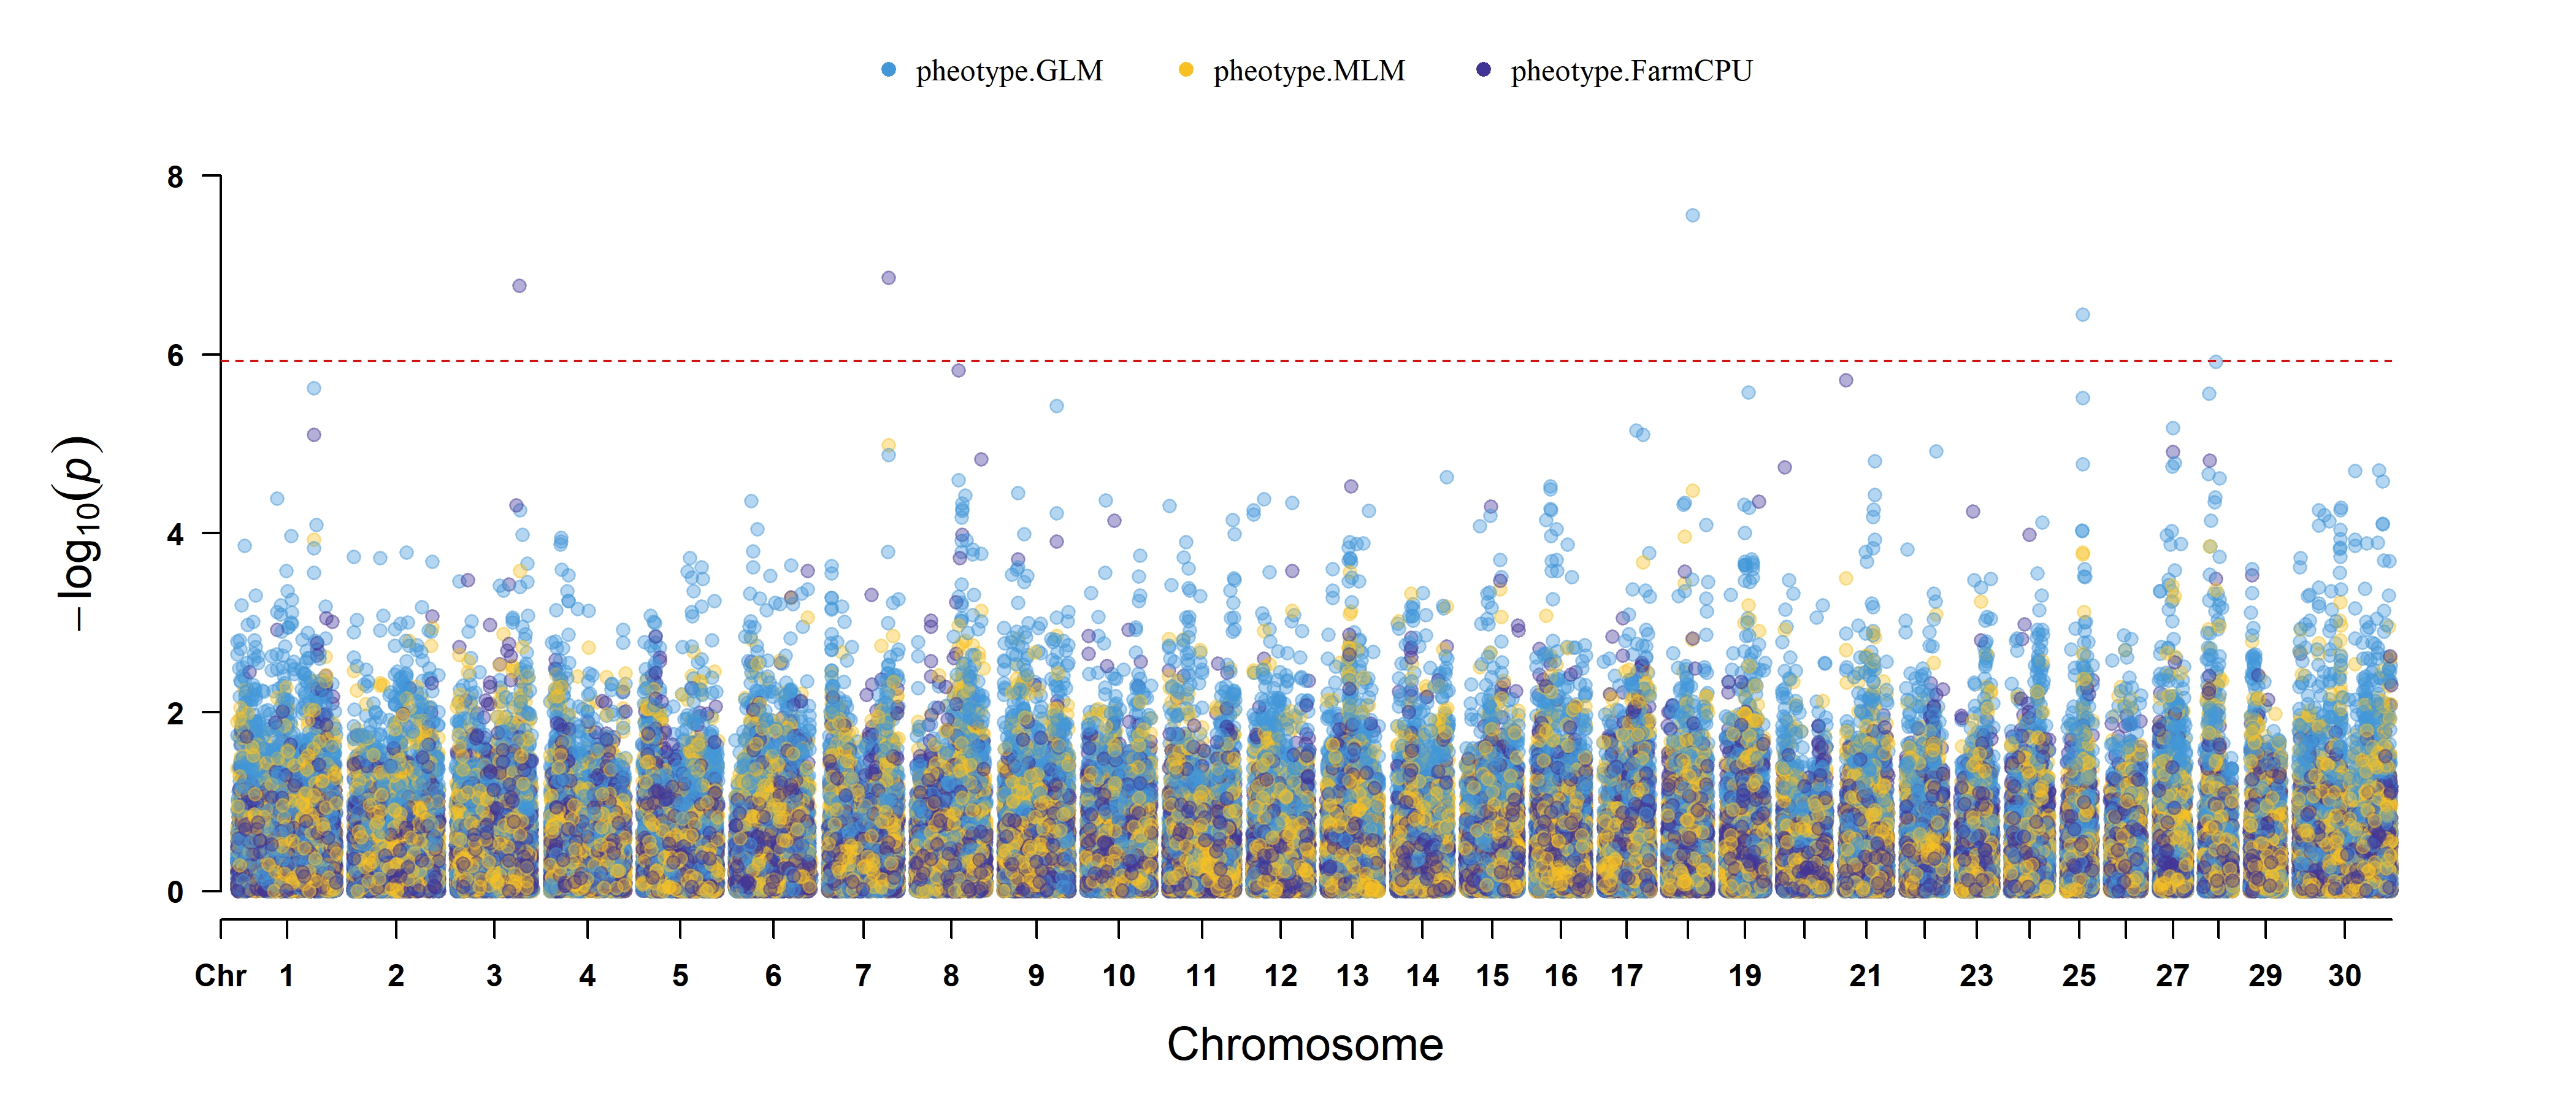 pheotype.GLM pheotype.MLM pheotype.FarmCPU
8
6
4
2
0
−log10(p)
Chr 1 2 3 4 5 6 7 8 9 10 11 12 13 14 15 16 17 19 21 23 25 27 29 30
Chromosome